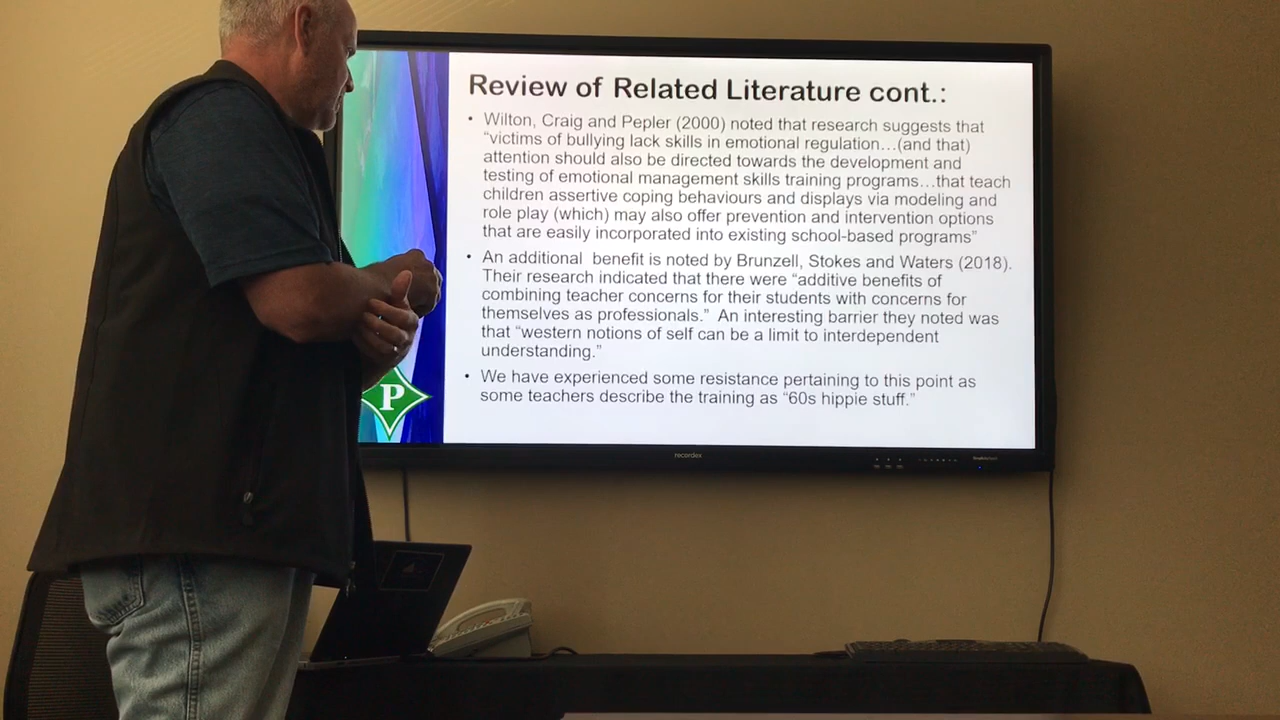 Review of Related Literature cont.:
• Wilton, Craig and Pepler (2000) noted that research suggests that
“victims of bullying lack skills in emotional regulation…(and that)
attention should also be directed towards the development and
testing of emotional management skills training programs…that teach
children assertive coping behaviours and displays via modeling and
role play (which) may also offer prevention and intervention options
that are easily incorporated into existing school-based programs”
• An additional benefit is noted by Brunzell, Stokes and Waters (2018).
Their research indicated that there were “additive benefits of
combining teacher concerns for their students with concerns for
themselves as professionals.” An interesting barrier they noted was
that “western notions of self can be a limit to interdependent
understanding.”
• We have experienced some resistance pertaining to this point as
some teachers describe the training as “60s hippie stuff.”
P
recordex